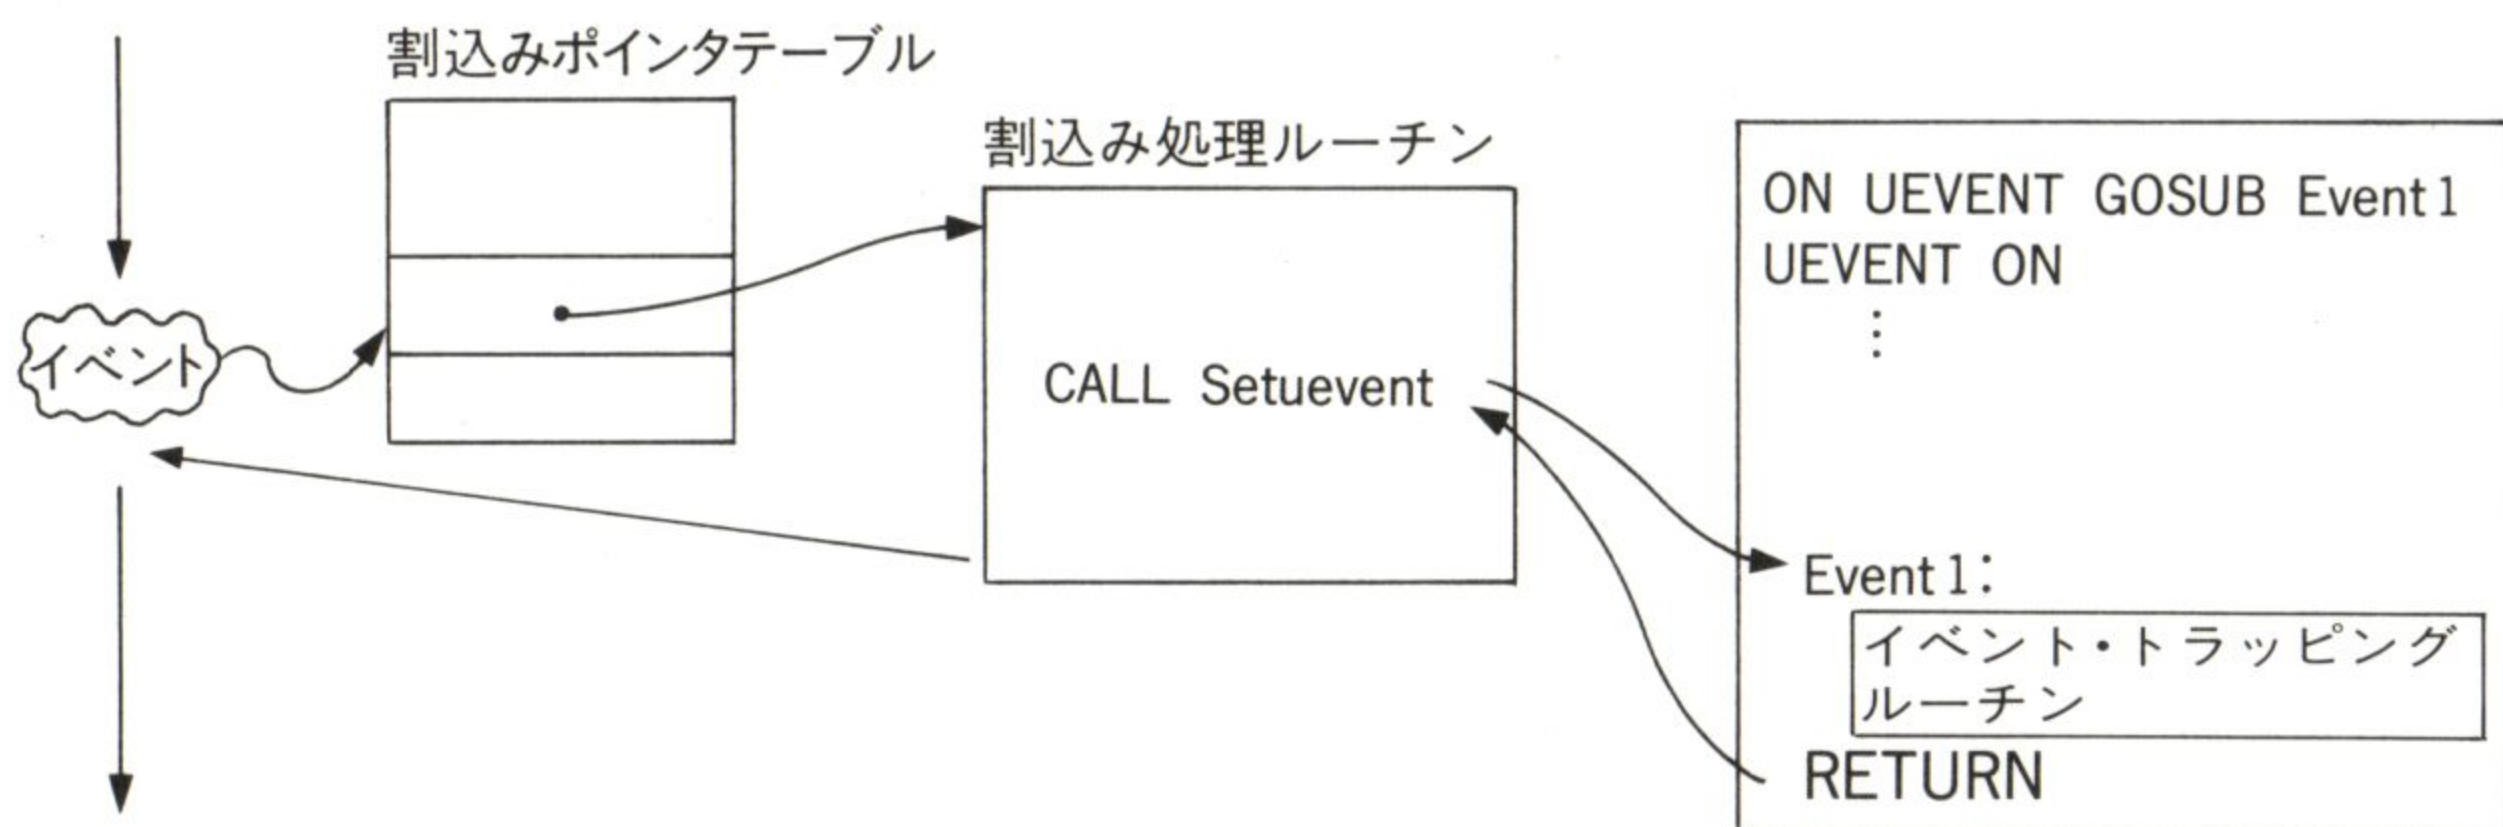 割込みポインタテーブル
割込み処理ルーチン
イベント
CALL Setuevent
ON UEVENT GOSUB Event1
UEVENT ON
⋮
Event1:
イベント・トラッピング
ルーチン
RETURN